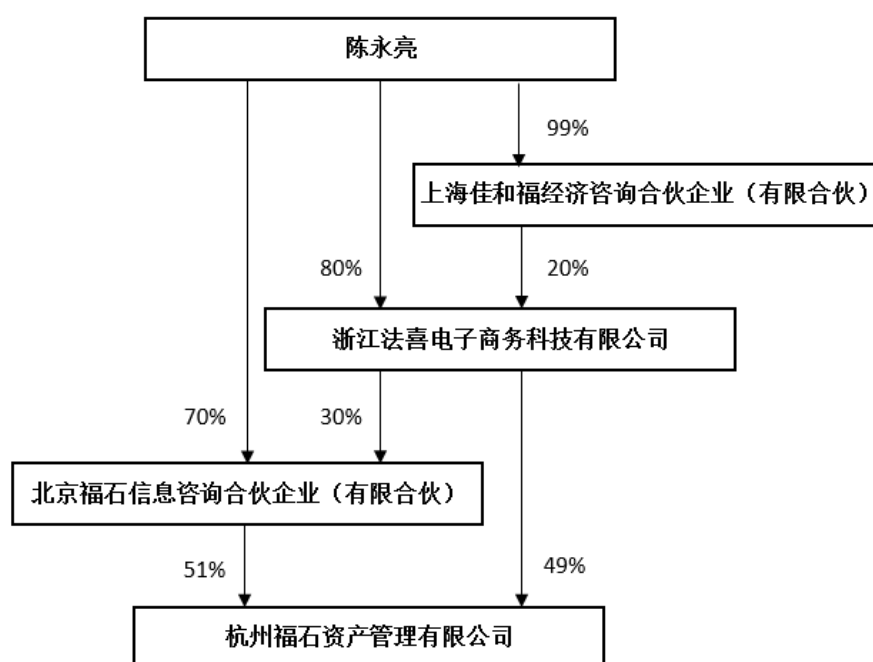 陈永亮
99%
上海佳和福经济咨询合伙企业（有限合伙）
80%
20%
浙江法喜电子商务科技有限公司
70%
30%
北京福石信息咨询合伙企业（有限合伙）
51%
49%
杭州福石资产管理有限公司